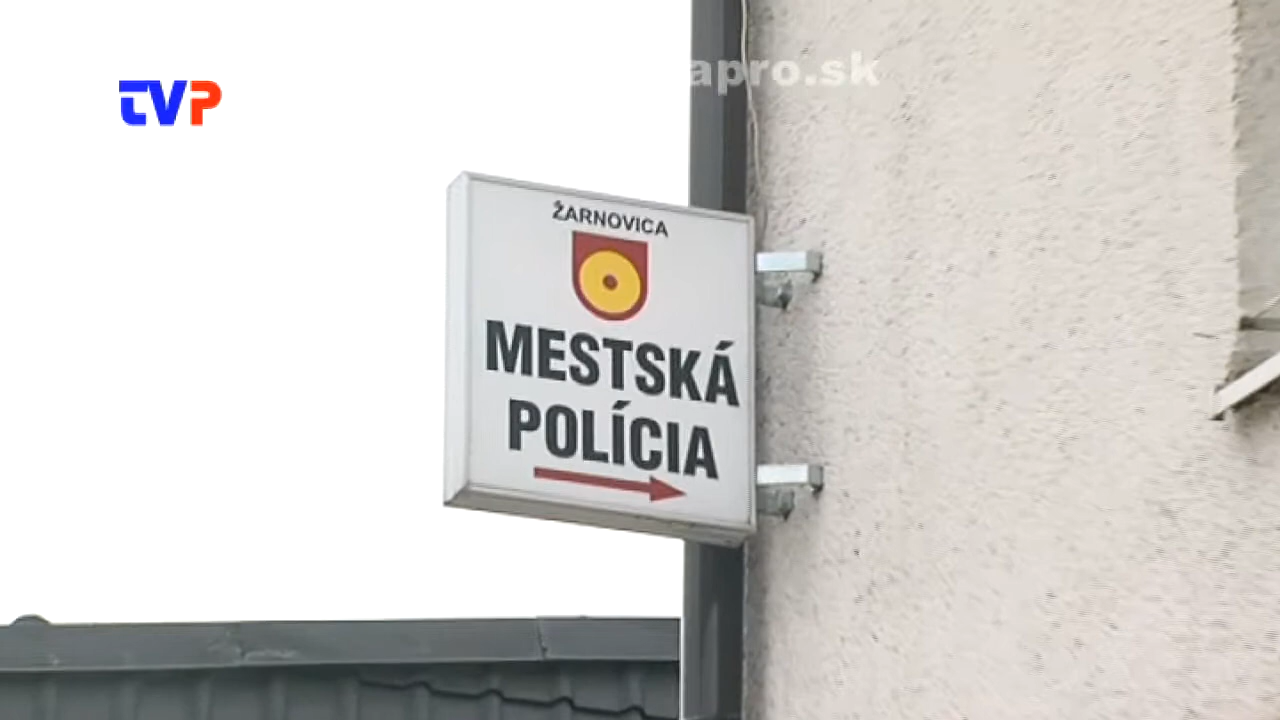 TVP
apro.sk
ŽARNOVICA
MESTSKÁ
POLÍCIA